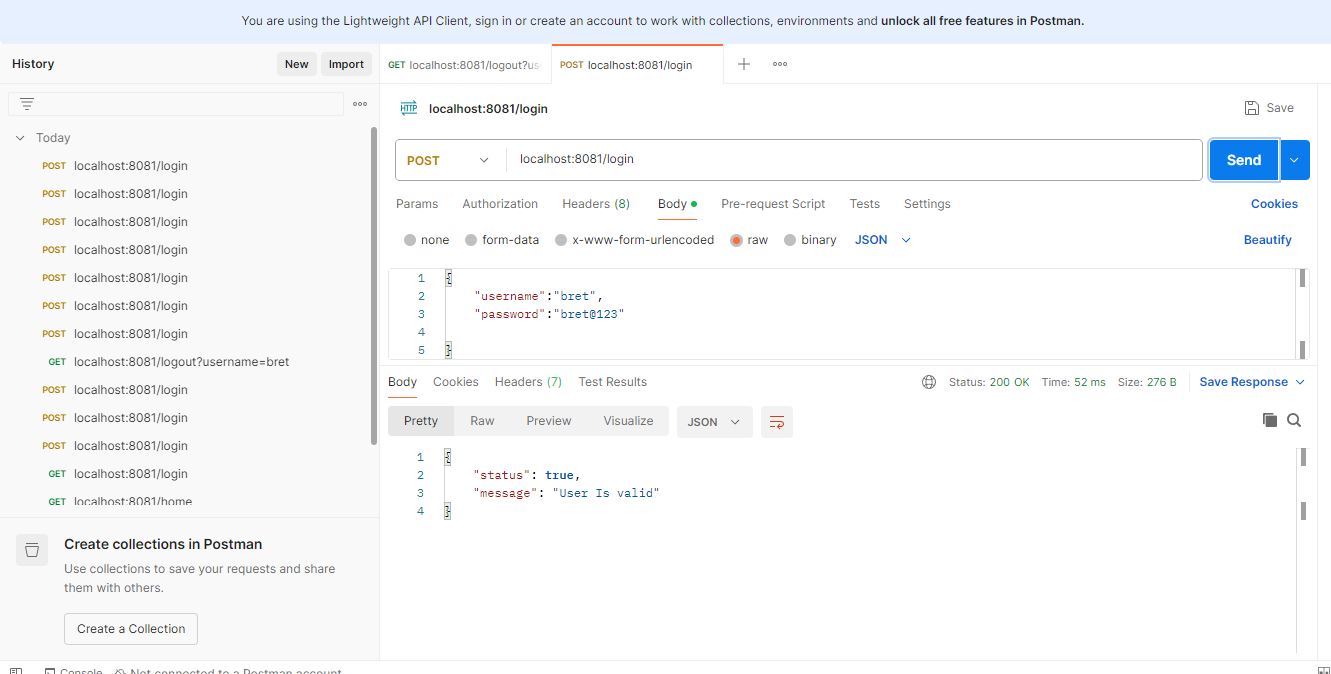 You are using the Lightweight API Client, sign in or create an account to work with collections, environments and unlock all free features in Postman.
History
New
Import
GET localhost:8081/logout?us
POST localhost:8081/login
HTTP localhost:8081/login
Save
Today
POST localhost:8081/login
POST localhost:8081/login
POST localhost:8081/login
POST localhost:8081/login
POST localhost:8081/login
POST localhost:8081/login
POST localhost:8081/login
GET localhost:8081/logout?username=bret
POST localhost:8081/login
POST localhost:8081/login
POST localhost:8081/login
GET localhost:8081/login
GET localhost:8081/home
Create collections in Postman
Use collections to save your requests and share
them with others.
Create a Collection
POST localhost:8081/login
Send
Params Authorization Headers (8) Body Pre-request Script Tests Settings Cookies
none form-data x-www-form-urlencoded raw binary JSON Beautify
1 {
2 "username":"bret",
3 "password":"bret@123"
4
5 }
Body Cookies Headers (7) Test Results Status: 200 OK Time: 52 ms Size: 276 B Save Response
Pretty Raw Preview Visualize JSON
1 {
2 "status": true,
3 "message": "User Is valid"
4 }
Console Not connected to a Postman account